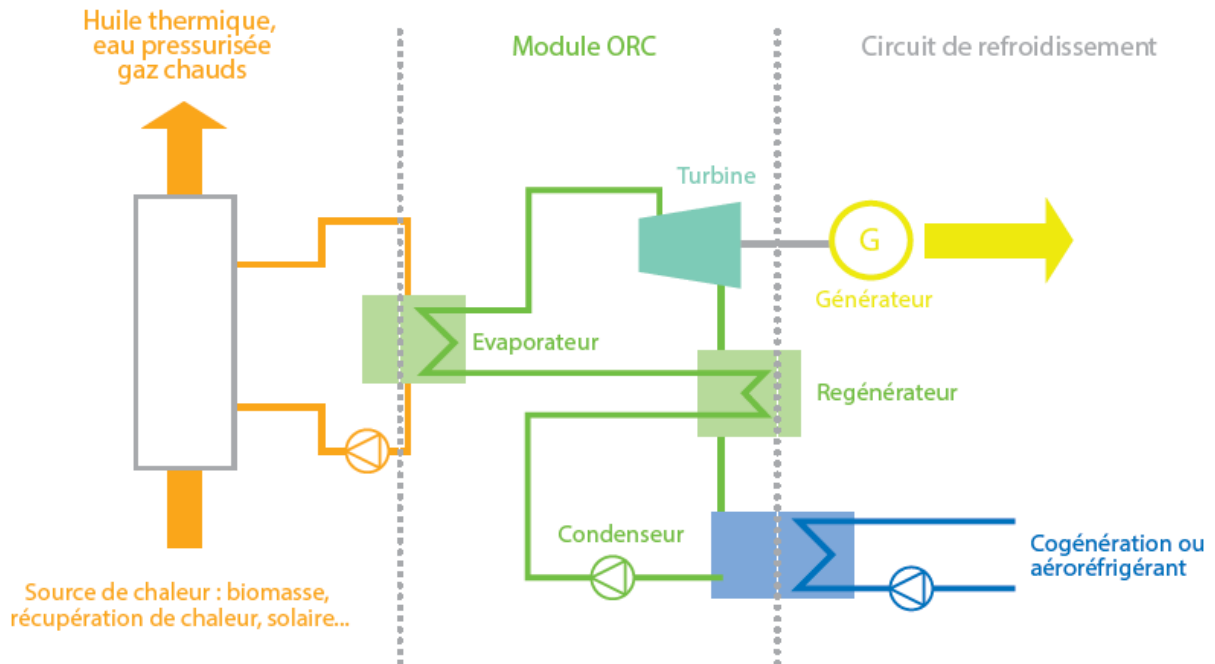 Huile thermique,
eau pressurisée
gaz chauds
Module ORC
Circuit de refroidissement
Turbine
G
Générateur
Evaporateur
Regénérateur
Condenseur
Cogénération ou
aéroréfrigérant
Source de chaleur : biomasse,
récupération de chaleur, solaire...